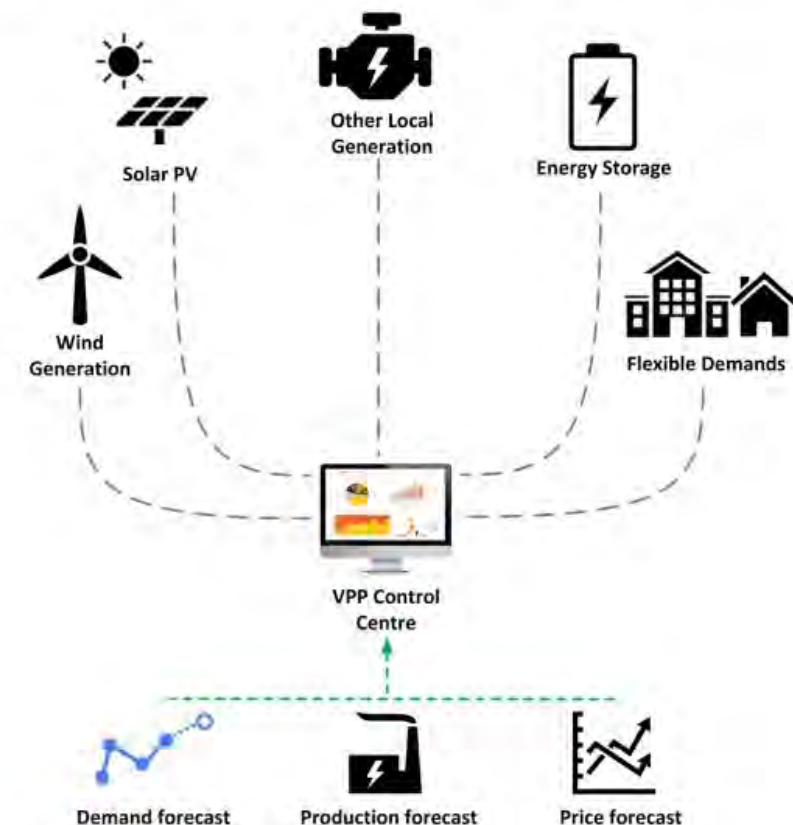 Other Local
Generation
Solar PV
Energy Storage
Wind
Generation
Flexible Demands
VPP Control
Centre
Demand forecast
Production forecast
Price forecast